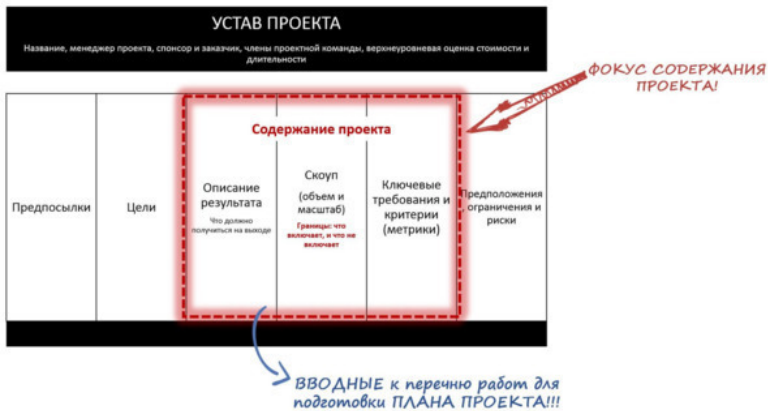 УСТАВ ПРОЕКТА
Название, менеджер проекта, спонсор и заказчик, члены проектной команды, верхнеуровневая оценка стоимости и
длительности
ФОКУС СОДЕРЖАНИЯ
ПРОЕКТА!
Содержание проекта
Предпосылки
Цели
Описание
результата
Что должно
получиться на выходе
Скоуп
(объем и
масштаб)
Границы: что
включает, и что не
включает
Ключевые
требования и
критерии
(метрики)
Предположения
, ограничения и
риски
ВВОДНЫЕ к перечню работ для
подготовки ПЛАНА ПРОЕКТА!!!